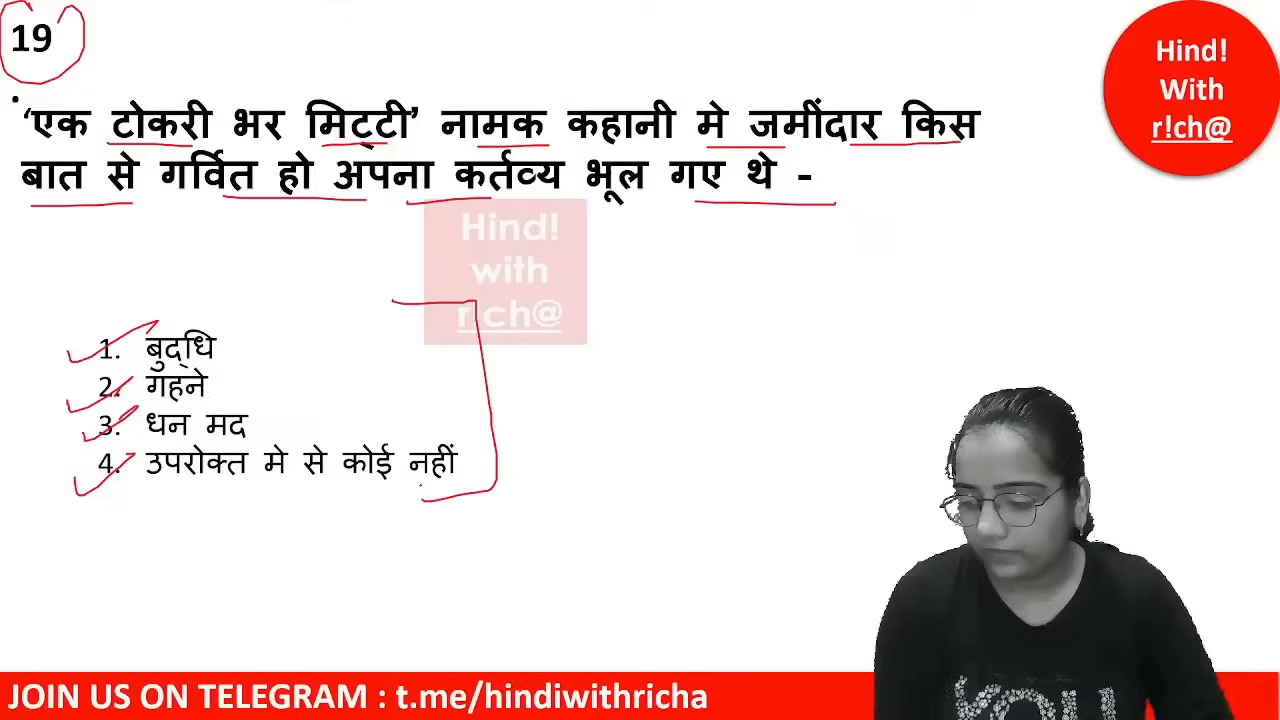 19
.
‘एक टोकरी भर मिट्टी’ नामक कहानी मे जमींदार किस
बात से गर्वित हो अपना कर्तव्य भूल गए थे -
Hind!
With
r!ch@
Hind!
with
r!ch@
1. बुद्धि
2. गहने
3. धन मद
4. उपरोक्त मे से कोई नहीं
YOU
JOIN US ON TELEGRAM : t.me/hindiwithricha